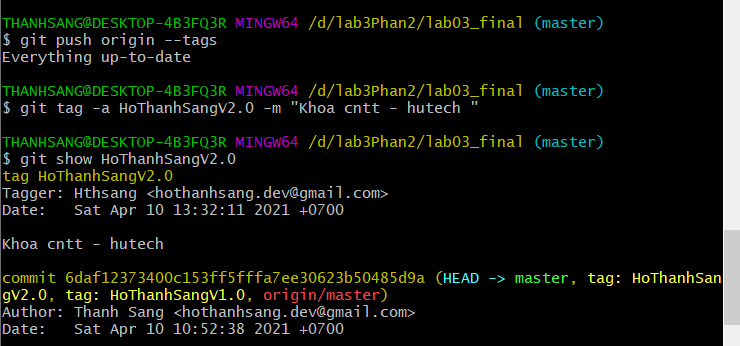 THANHSANG@DESKTOP-4B3FQ3R MINGW64 /d/lab3Phan2/lab03_final (master)
$ git push origin --tags
Everything up-to-date
THANHSANG@DESKTOP-4B3FQ3R MINGW64 /d/lab3Phan2/lab03_final (master)
$ git tag -a HoThanhSangV2.0 -m "Khoa cntt - hutech "
THANHSANG@DESKTOP-4B3FQ3R MINGW64 /d/lab3Phan2/lab03_final (master)
$ git show HoThanhSangV2.0
tag HoThanhSangV2.0
Tagger: Hthsang <hothanhsang.dev@gmail.com>
Date:   Sat Apr 10 13:32:11 2021 +0700
Khoa cntt - hutech
commit 6daf12373400c153ff5fffa7ee30623b50485d9a (HEAD -> master, tag: HoThanhSan
gV2.0, tag: HoThanhSangV1.0, origin/master)
Author: Thanh Sang <hothanhsang.dev@gmail.com>
Date:   Sat Apr 10 10:52:38 2021 +0700